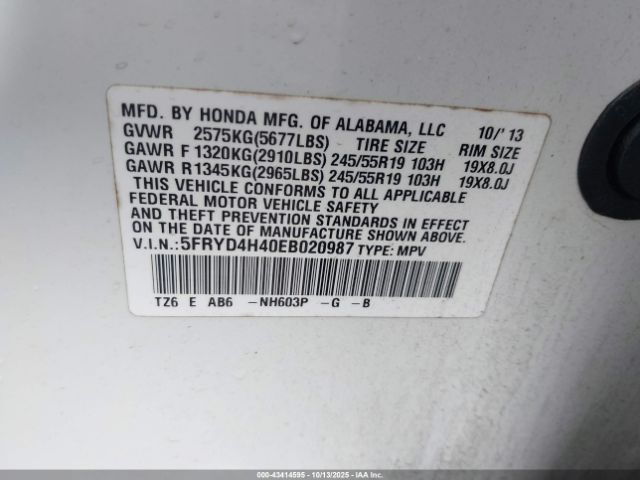 MFD. BY HONDA MFG. OF ALABAMA, LLC 10/'13
GVWR 2575KG(5677LBS) TIRE SIZE RIM SIZE
GAWR F 1320KG(2910LBS) 245/55R19 103H 19X8.0J
GAWR R1345KG(2965LBS) 245/55R19 103H 19X8.0J
THIS VEHICLE CONFORMS TO ALL APPLICABLE
FEDERAL MOTOR VEHICLE SAFETY
AND THEFT PREVENTION STANDARDS IN EFFECT
ON THE DATE OF MANUFACTURE SHOWN ABOVE.
V.I.N.:5FRYD4H40EB020987 TYPE: MPV
TZ6 E AB6 -NH603P -G -B
000-43414595 - 10/13/2025 - IAA Inc.